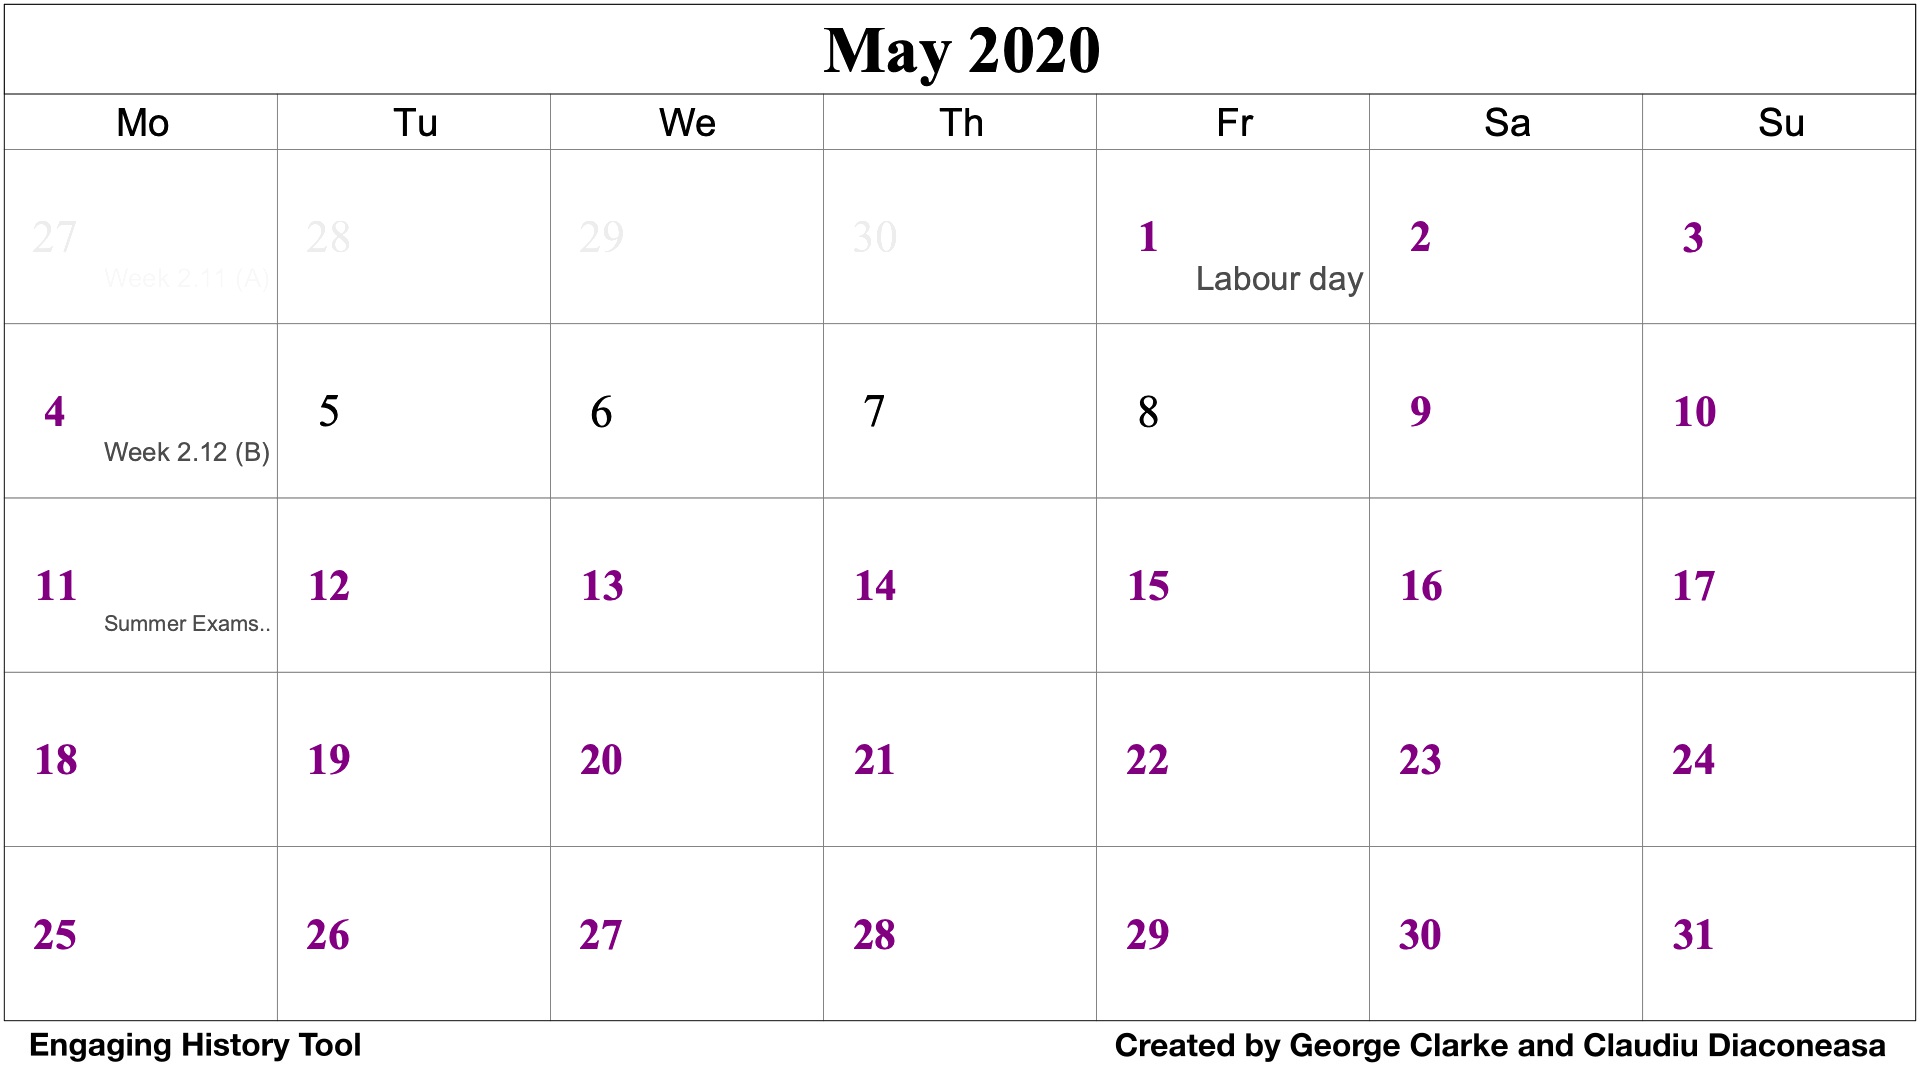 May 2020
Mo Tu We Th Fr Sa Su
27 28 29 30 1 2 3
Week 2.11 (A) Labour day
4 5 6 7 8 9 10
Week 2.12 (B)
11 12 13 14 15 16 17
Summer Exams..
18 19 20 21 22 23 24
25 26 27 28 29 30 31
Engaging History Tool Created by George Clarke and Claudiu Diaconeasa